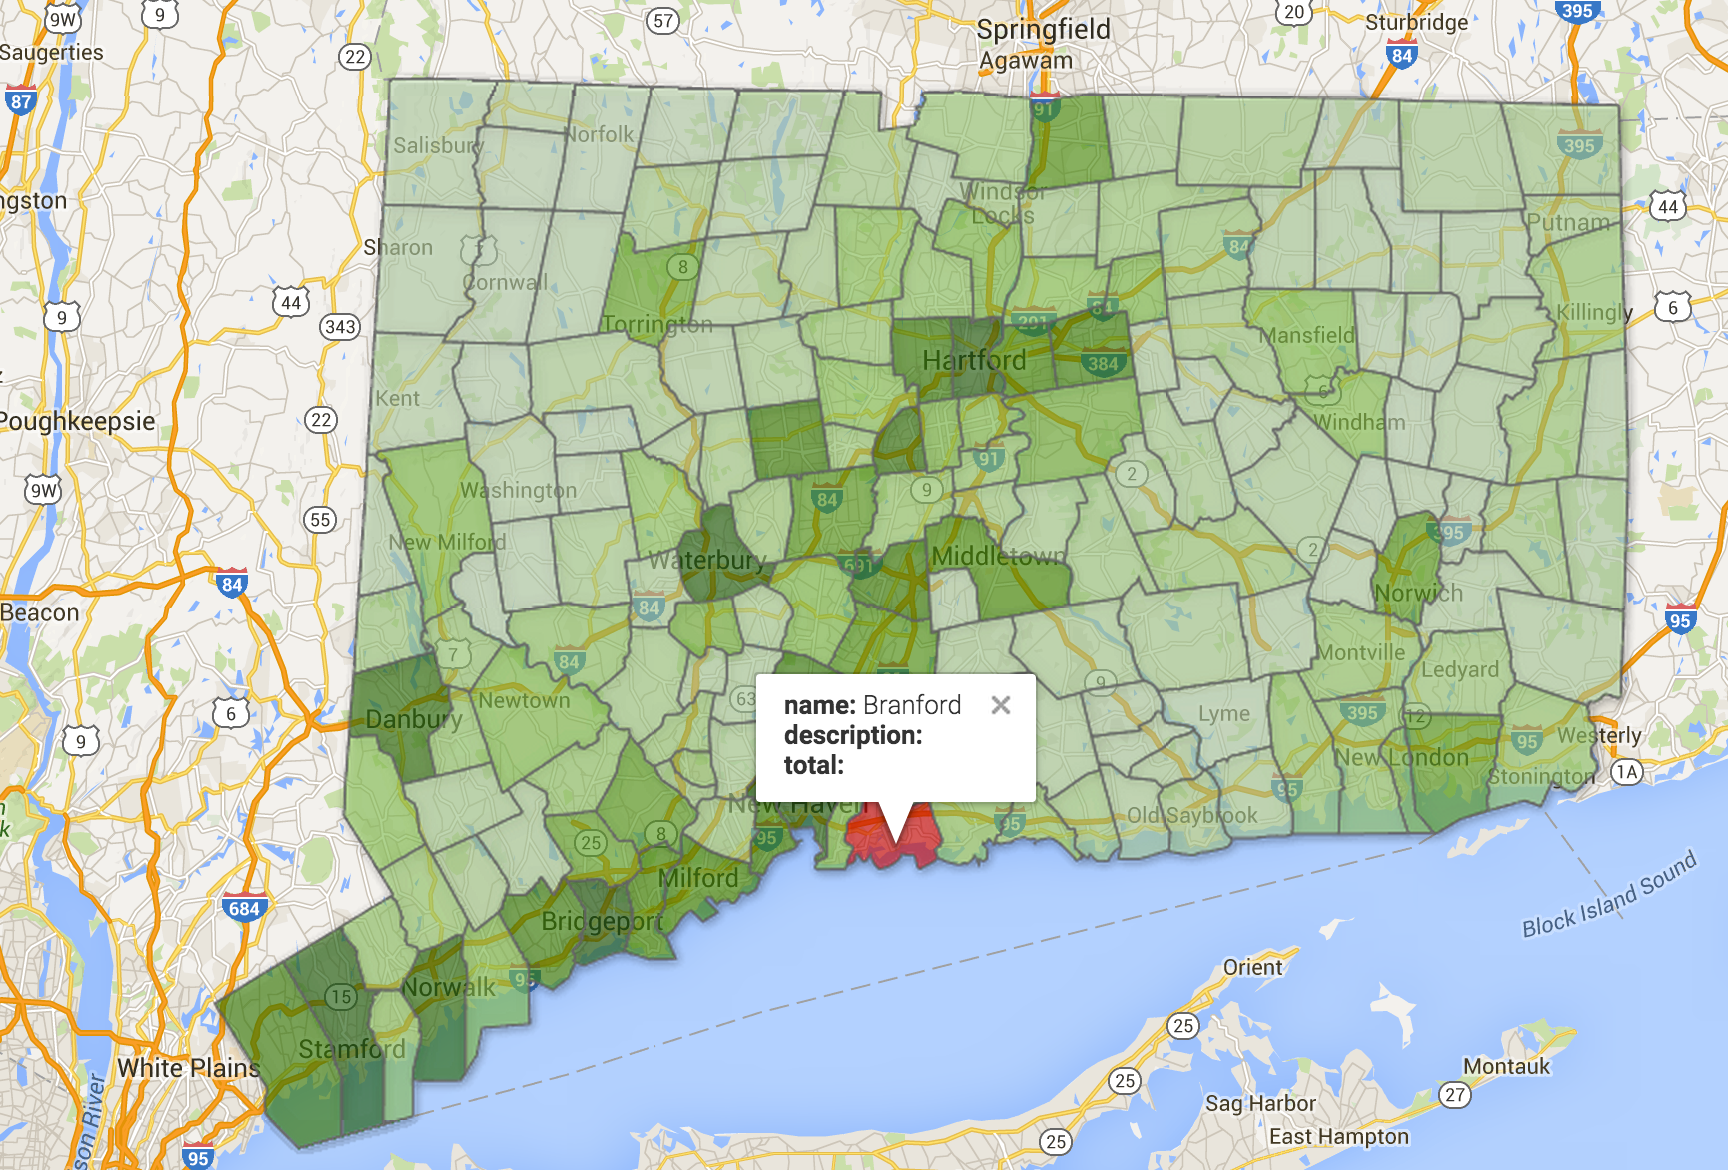 9W
9
57
20
395
Springfield
Sturbridge
Saugerties
22
Agawam
84
87
91
Salisbury
Norfolk
395
Windsor
Locks
44
Putnam
Sharon
7
84
Cornwall
8
44
9
343
Torrington
291
84
6
Killingly
Mansfield
Hartford
384
Kent
6
22
Poughkeepsie
Windham
91
2
9W
Washington
84
9
55
New Milford
395
2
Waterbury
691
Middletown
84
Norwich
Beacon
84
95
7
84
Montville
Ledyard
9
6
Newtown
63
name: Branford
description:
total:
Danbury
Lyme
395
12
9
95
Westerly
New London
Stonington
1A
95
New Haven
Old Saybrook
95
95
25
8
Milford
684
Bridgeport
Block Island Sound
Orient
95
Norwalk
15
25
Stamford
White Plains
Montauk
25
27
Sag Harbor
25
East Hampton
95